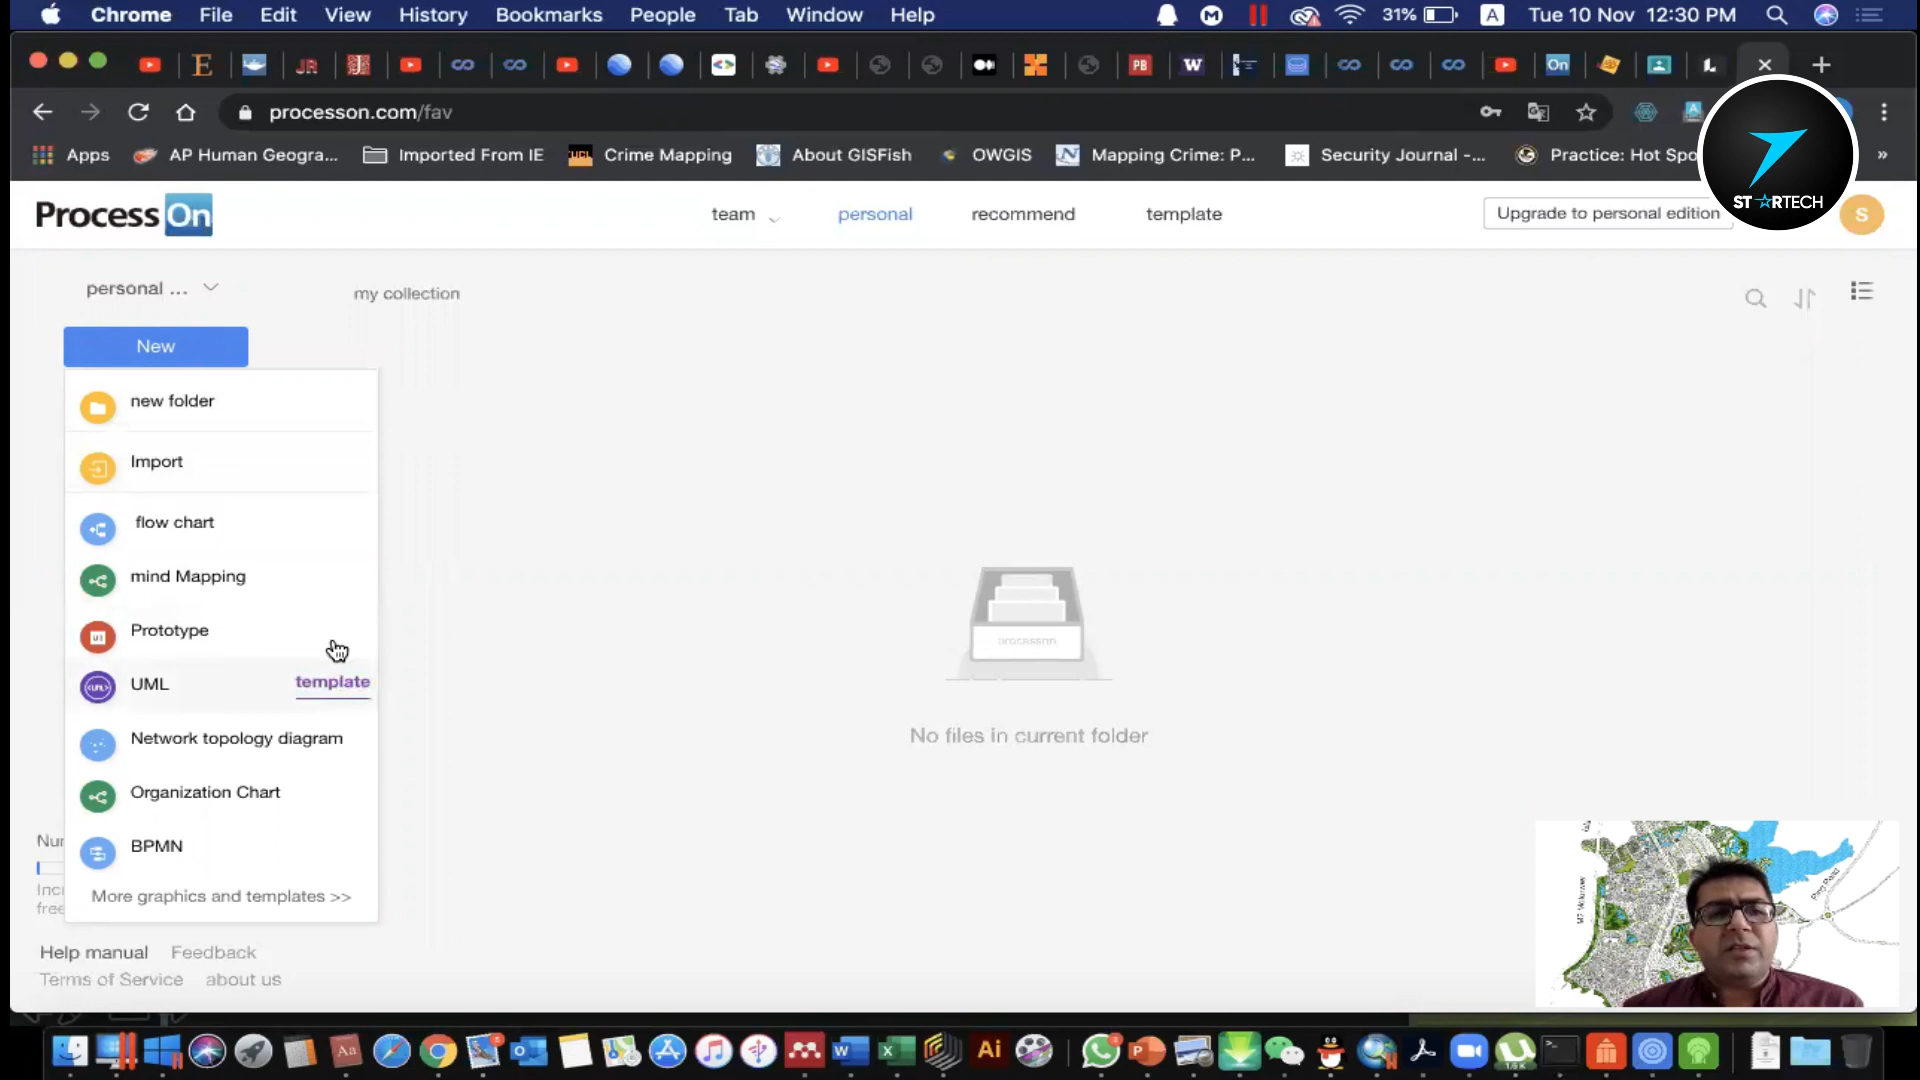 Chrome File Edit View History Bookmarks People Tab Window Help 31% A Tue 10 Nov 12:30 PM
processon.com/fav
Apps AP Human Geogra... Imported From IE Crime Mapping About GISFish OWGIS Mapping Crime: P... Security Journal -... Practice: Hot Spo »
ST RTECH
ProcessOn team personal recommend template Upgrade to personal edition S
personal ... my collection
New
new folder
Import
flow chart
mind Mapping
Prototype
UML template
Network topology diagram
Organization Chart
BPMN
More graphics and templates >>
processon
No files in current folder
Help manual Feedback
Terms of Service about us